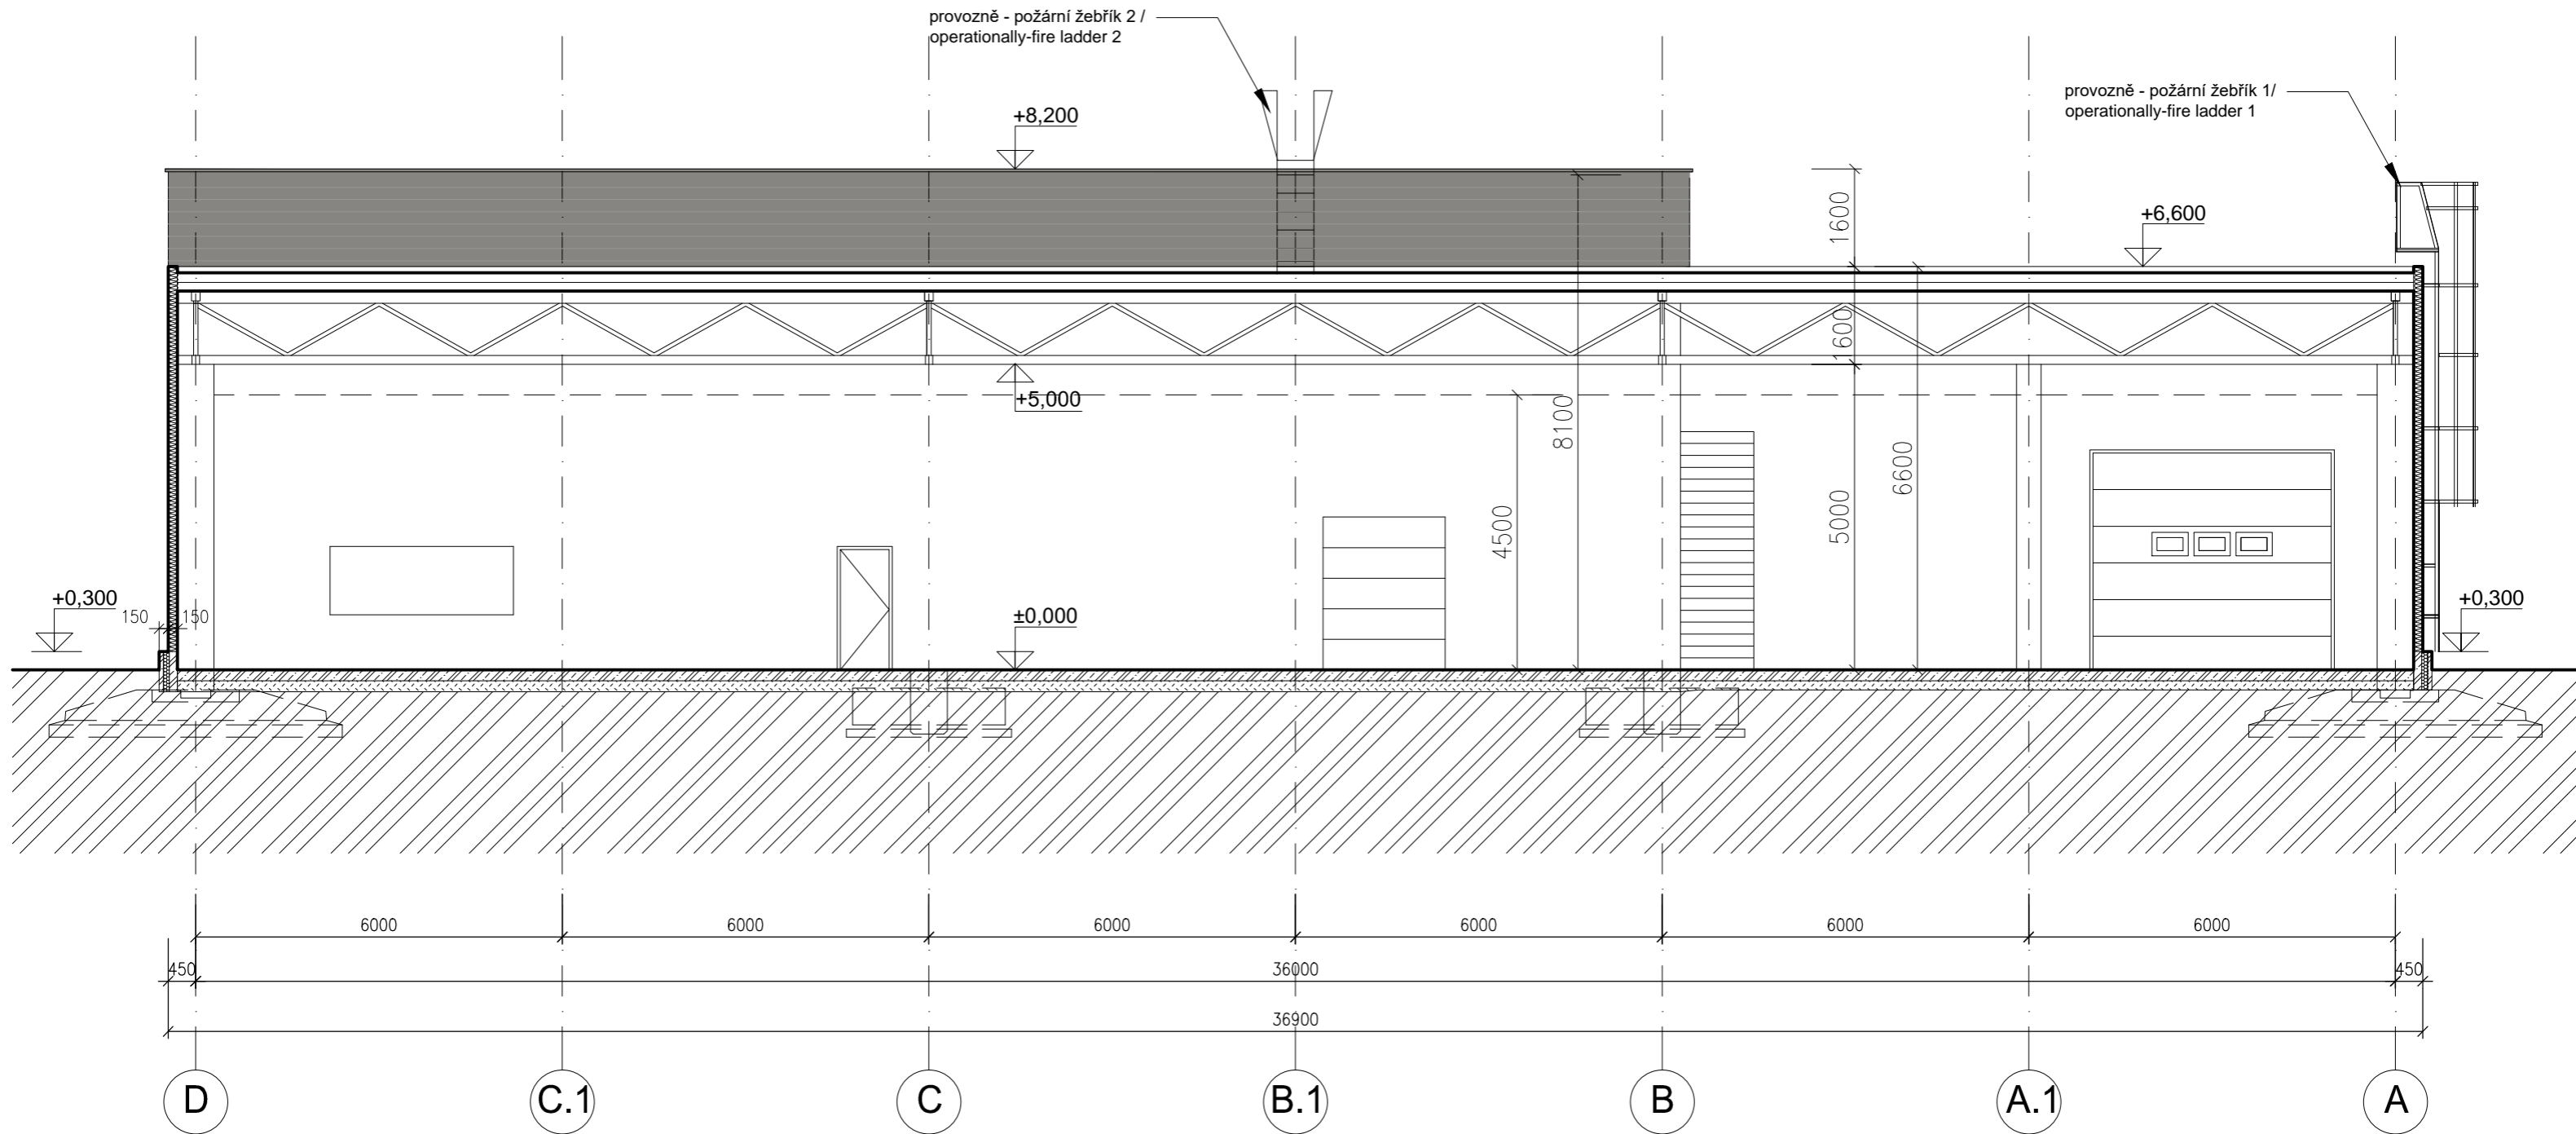 provozně - požární žebřík 2 /
operationally-fire ladder 2
provozně - požární žebřík 1/
operationally-fire ladder 1
+8,200
+6,600
1600
1600
+5,000
8100
6600
4500
5000
+0,300
150
150
±0,000
+0,300
6000
6000
6000
6000
6000
6000
450
36000
450
36900
D
C.1
C
B.1
B
A.1
A